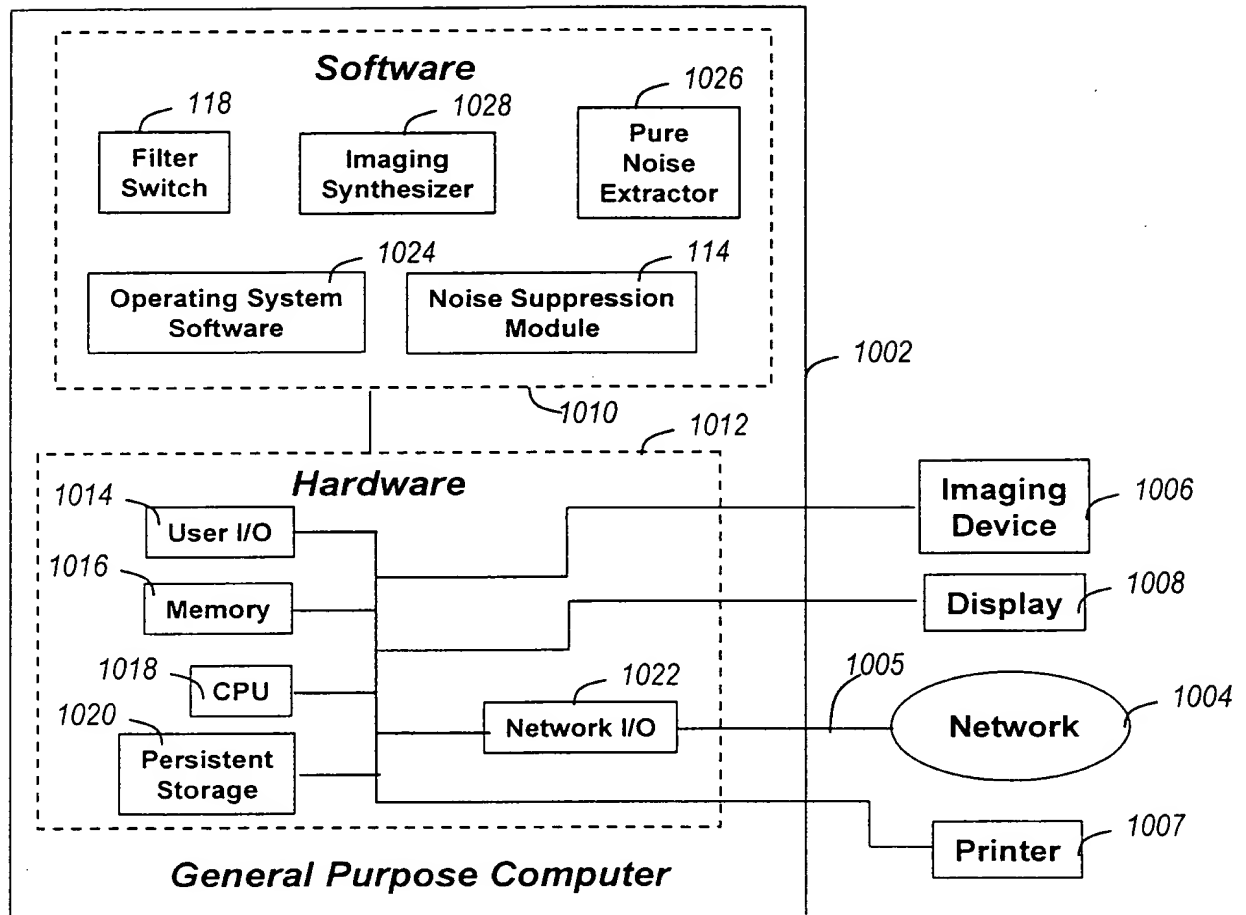 Software
118
Filter
Switch
1028
Imaging
Synthesizer
1026
Pure
Noise
Extractor
1024
Operating System
Software
114
Noise Suppression
Module
1002
1010
1012
Hardware
1014
User I/O
1016
Memory
1018
CPU
1020
Persistent
Storage
1022
Network I/O
Imaging
Device
1006
Display
1008
1005
Network
1004
Printer
1007
General Purpose Computer